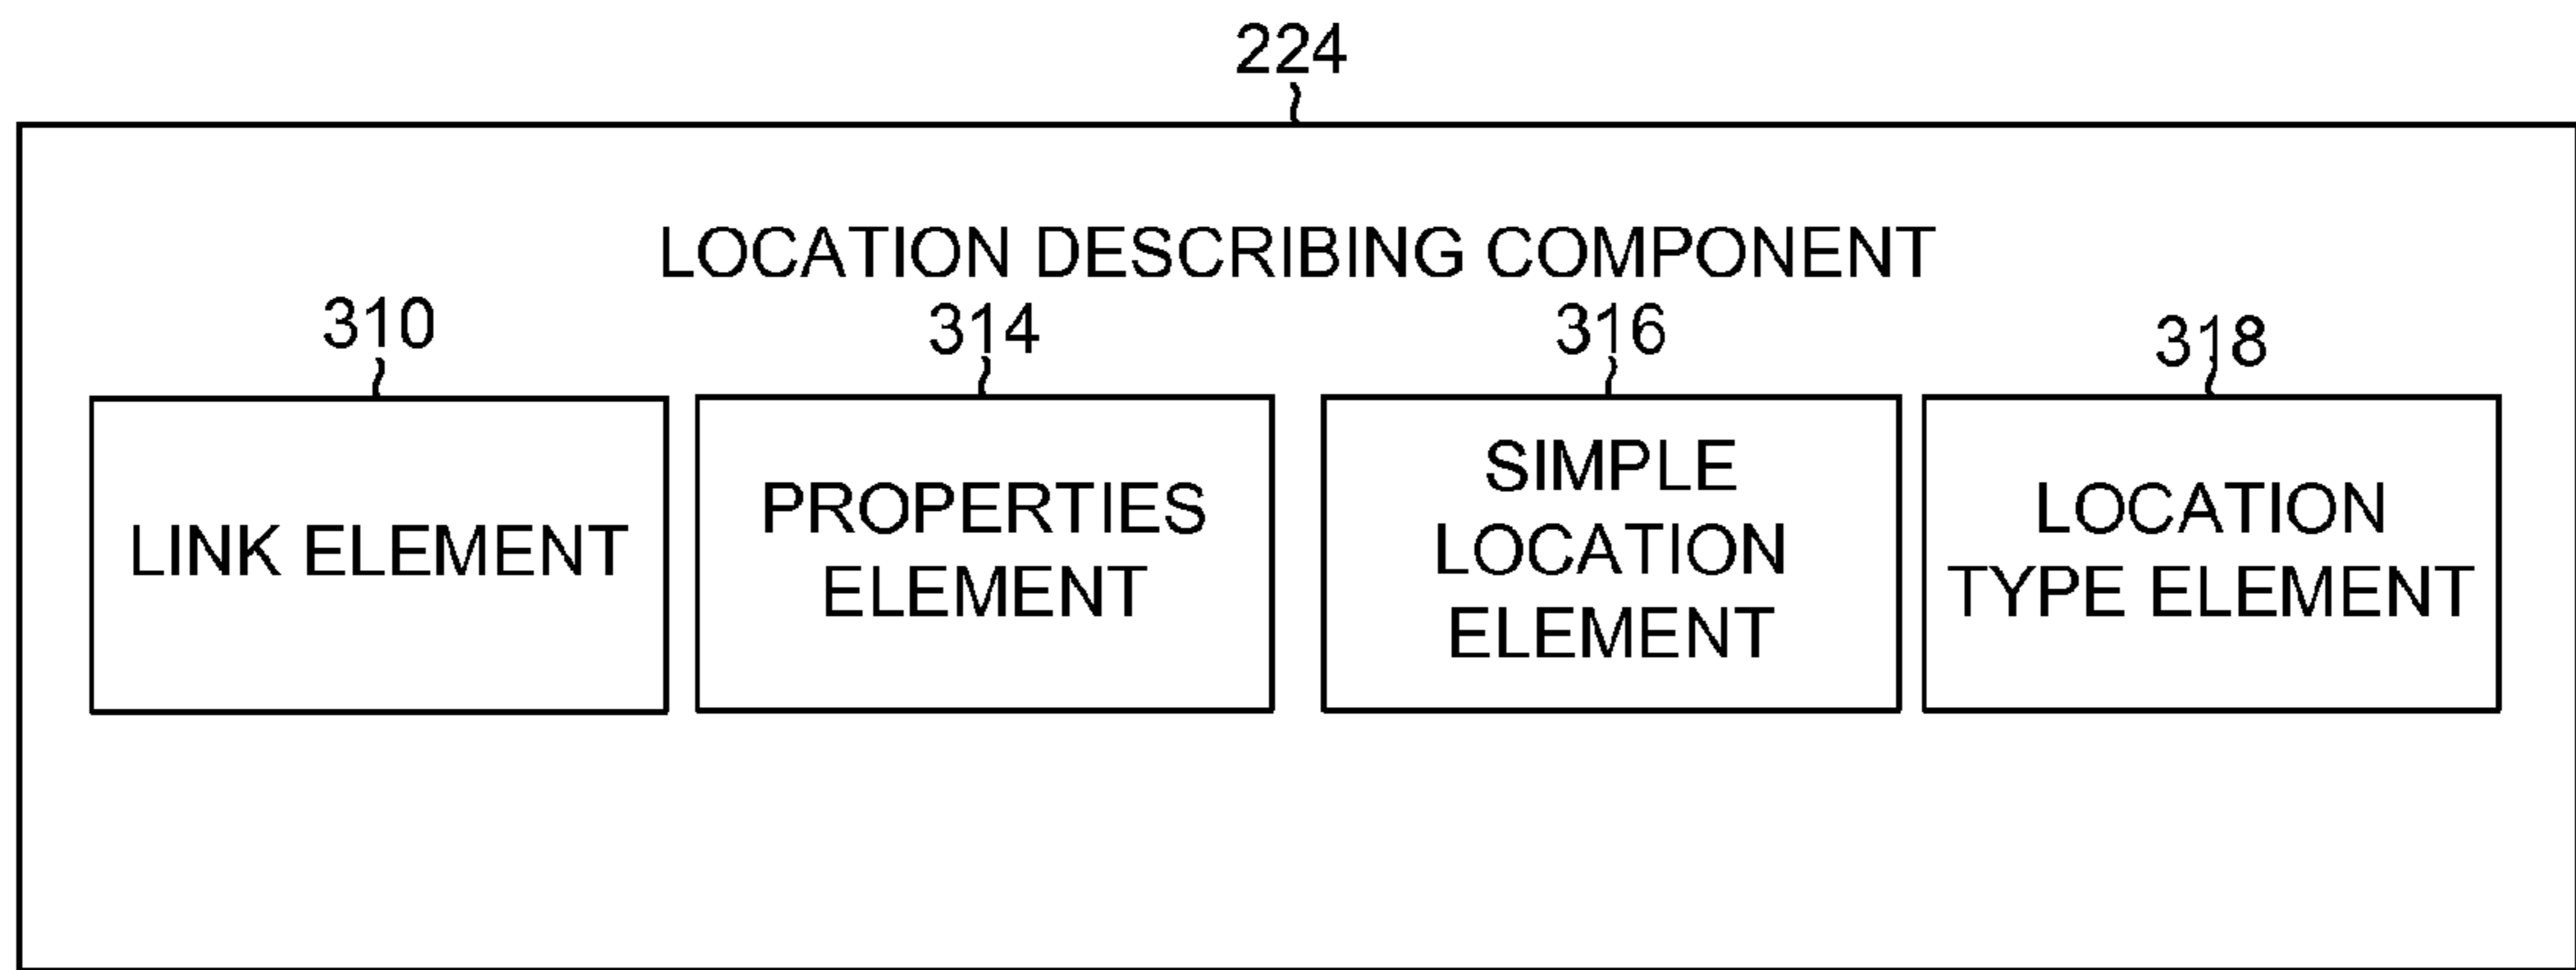 224
LOCATION DESCRIBING COMPONENT
310
314
316
318
LINK ELEMENT
PROPERTIES
ELEMENT
SIMPLE
LOCATION
ELEMENT
LOCATION
TYPE ELEMENT